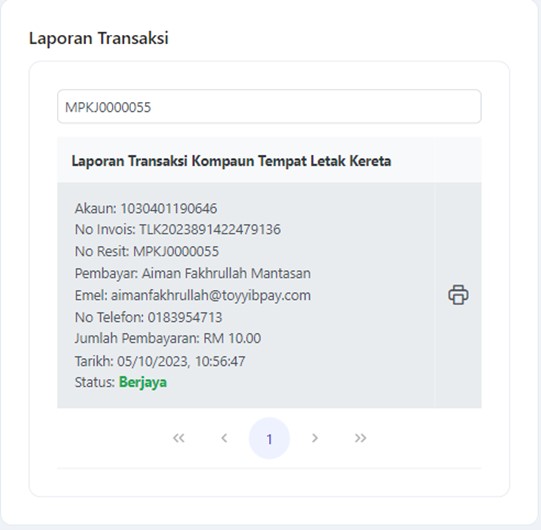 Laporan Transaksi
MPKJ0000055
Laporan Transaksi Kompaun Tempat Letak Kereta
Akaun: 1030401190646
No Invois: TLK2023891422479136
No Resit: MPKJ0000055
Pembayar: Aiman Fakhrullah Mantasan
Emel: aimanfakhrullah@toyyibpay.com
No Telefon: 0183954713
Jumlah Pembayaran: RM 10.00
Tarikh: 05/10/2023, 10:56:47
Status: Berjaya
1